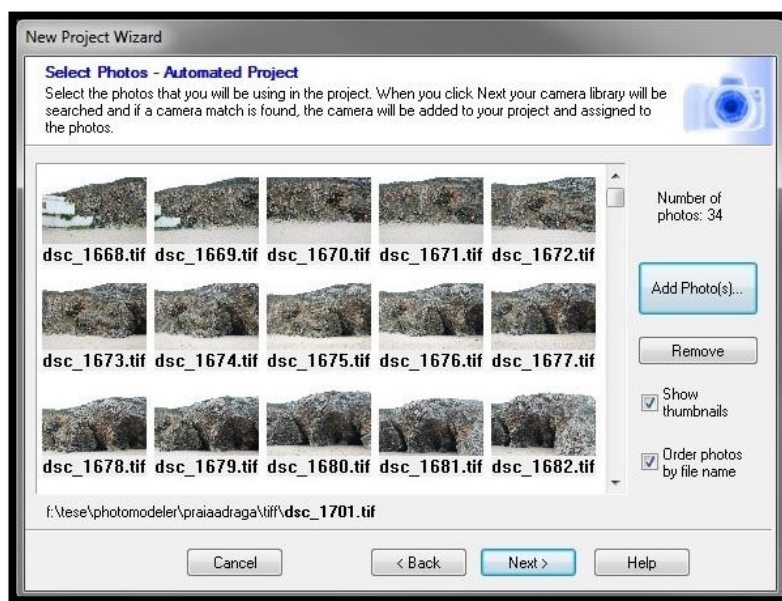 New Project Wizard
Select Photos - Automated Project
Select the photos that you will be using in the project. When you click Next your camera library will be
searched and if a camera match is found, the camera will be added to your project and assigned to
the photos.
dsc_1668.tif dsc_1669.tif dsc_1670.tif dsc_1671.tif dsc_1672.tif
dsc_1673.tif dsc_1674.tif dsc_1675.tif dsc_1676.tif dsc_1677.tif
dsc_1678.tif dsc_1679.tif dsc_1680.tif dsc_1681.tif dsc_1682.tif
f:\tese\photomodeler\praiaadraga\tiff\dsc_1701.tif
Number of
photos: 34
Add Photo(s)...
Remove
Show
thumbnails
Order photos
by file name
Cancel
< Back
Next >
Help